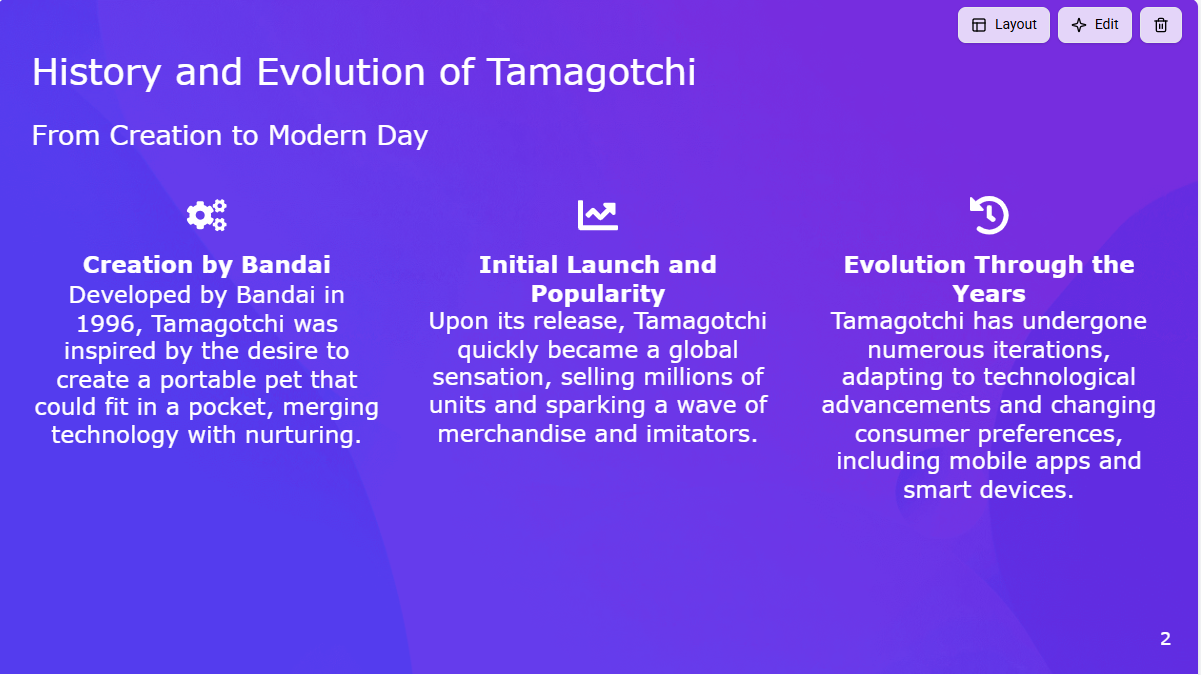 Layout
Edit
History and Evolution of Tamagotchi
From Creation to Modern Day
Creation by Bandai
Developed by Bandai in
1996, Tamagotchi was
inspired by the desire to
create a portable pet that
could fit in a pocket, merging
technology with nurturing.
Initial Launch and
Popularity
Upon its release, Tamagotchi
quickly became a global
sensation, selling millions of
units and sparking a wave of
merchandise and imitators.
Evolution Through the
Years
Tamagotchi has undergone
numerous iterations,
adapting to technological
advancements and changing
consumer preferences,
including mobile apps and
smart devices.
2